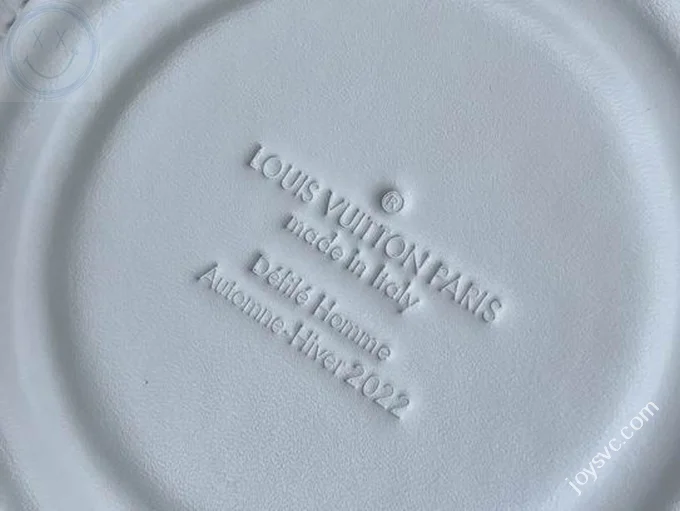 LOUIS VUITTON PARIS
®
made in Italy
Défilé Homme
Automne-Hiver 2022
joysvc.com